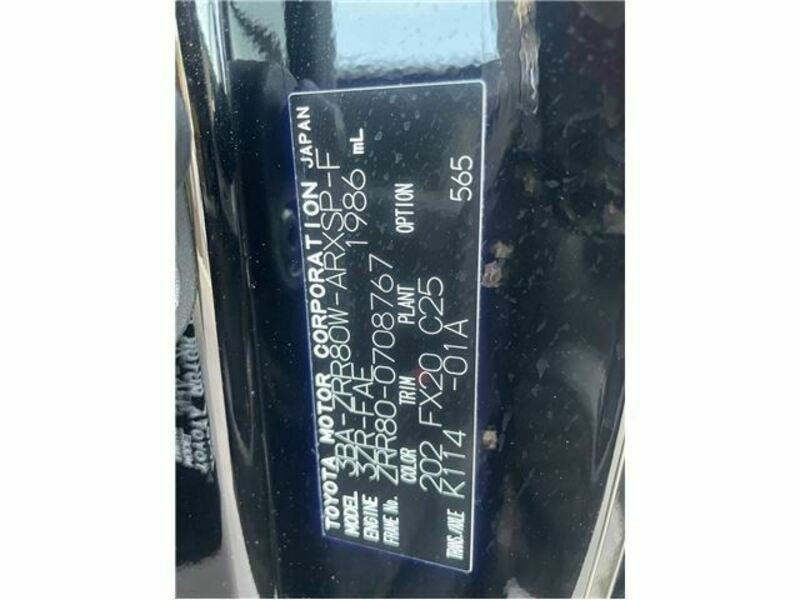 TOYOTA MOTOR CORPORATION JAPAN
MODEL 3BA-ZRR80W-ARXSP-F
ENGINE 3ZR-FAE 1986 mL
FRAME No. ZRR80-0708767
COLOR TRIM PLANT OPTION
202 FX20 C25
TRANS./AXLE K114 -01A 565